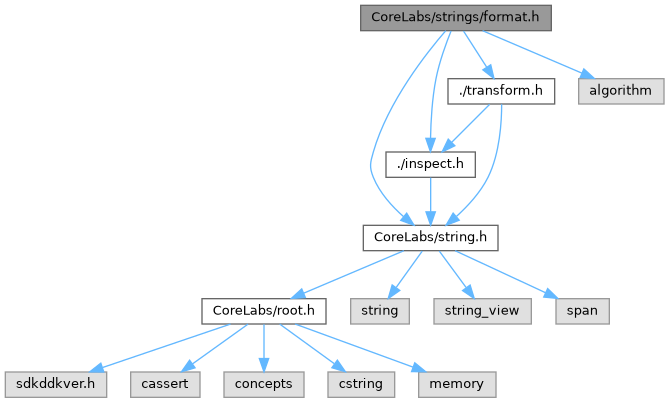 CoreLabs/strings/format.h
./transform.h
algorithm
./inspect.h
CoreLabs/string.h
CoreLabs/root.h
string
string_view
span
sdkddkver.h
cassert
concepts
cstring
memory